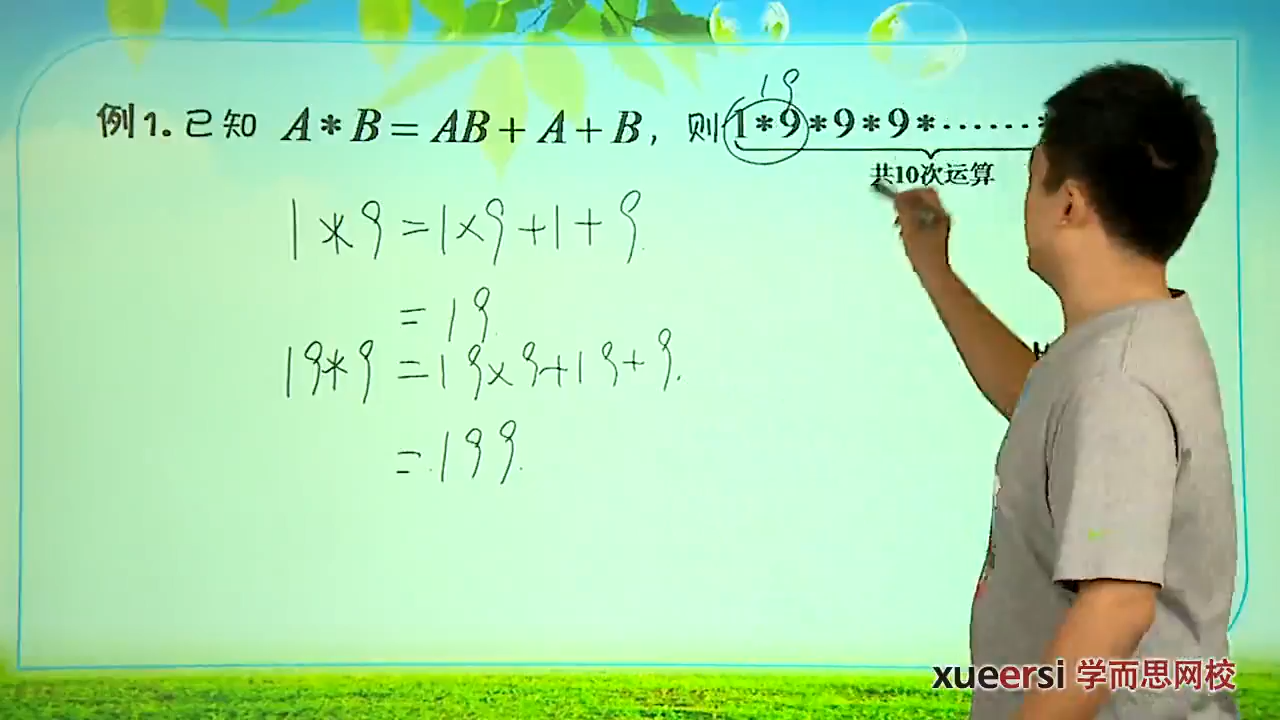 例1. 已知 A*B=AB+A+B, 则 1*9*9*9*······*
19
共10次运算
1*9=1×9+1+9
=19
19*9=19×9+19+9.
=199.
xueersi 学而思网校